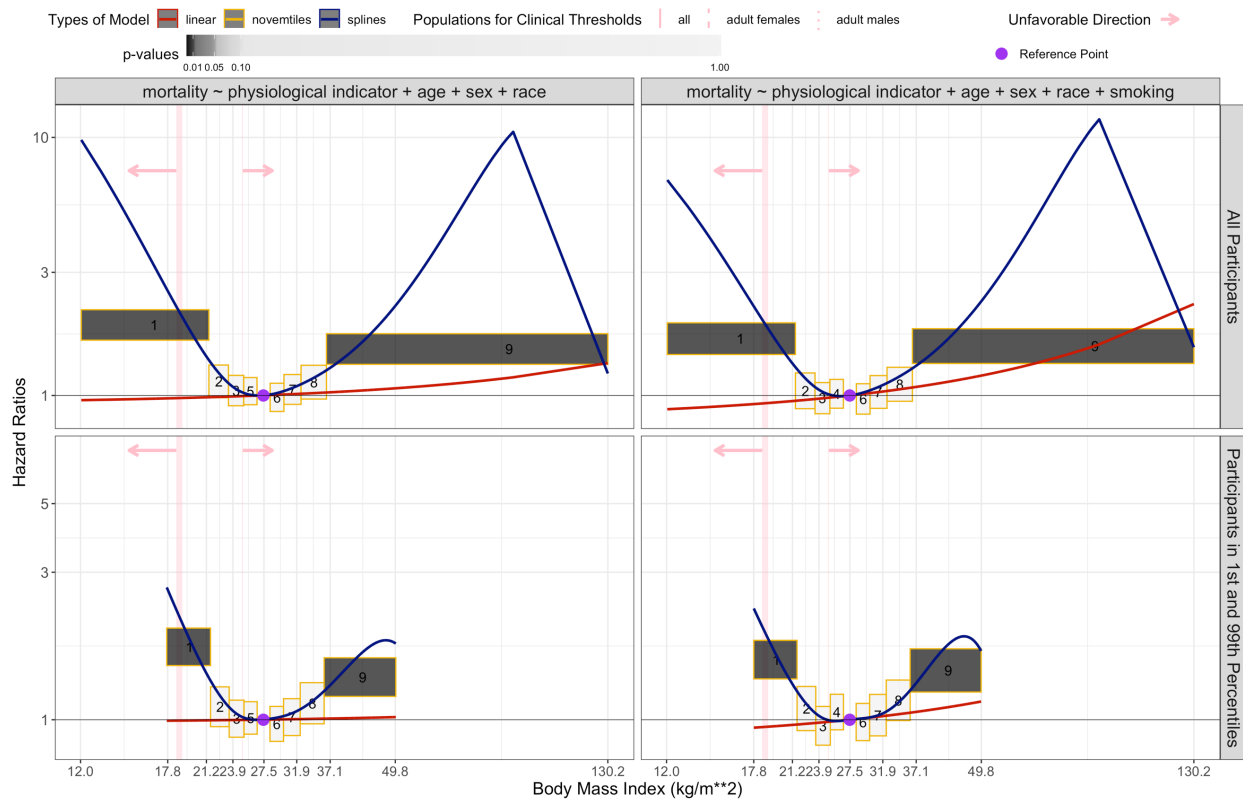 Types of Model linear noventiles splines Populations for Clinical Thresholds all adult females adult males Unfavorable Direction
p-values Reference Point
0.01 0.05 0.10 1.00
mortality ~ physiological indicator + age + sex + race
mortality ~ physiological indicator + age + sex + race + smoking
Hazard Ratios
10
3
1
1 2 3 5 6 7 8 9
1 2 3 4 6 7 8 9
All Participants
5
3
1
1 2 3 5 6 7 8 9
1 2 3 4 6 7 8 9
Participants in 1st and 99th Percentiles
12.0 17.8 21.2 23.9 27.5 31.9 37.1 49.8 130.2
12.0 17.8 21.2 23.9 27.5 31.9 37.1 49.8 130.2
Body Mass Index (kg/m**2)